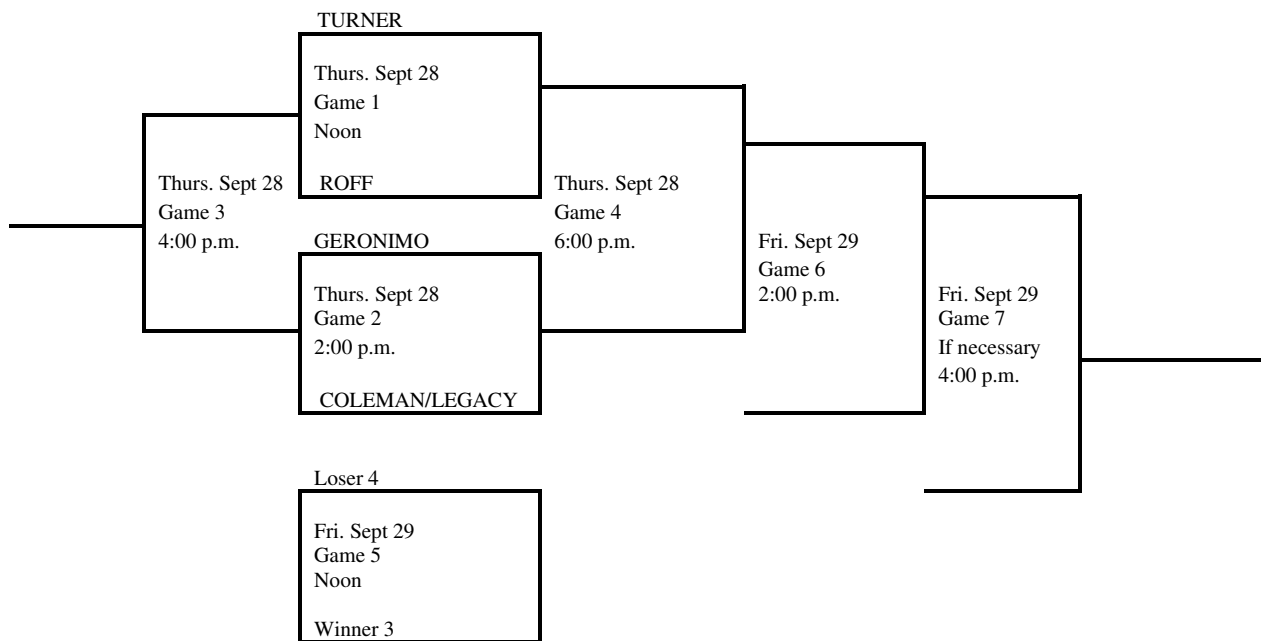 TURNER
Thurs. Sept 28
Game 1
Noon
ROFF
Thurs. Sept 28
Game 3
4:00 p.m.
Thurs. Sept 28
Game 4
6:00 p.m.
GERONIMO
Thurs. Sept 28
Game 2
2:00 p.m.
COLEMAN/LEGACY
Fri. Sept 29
Game 6
2:00 p.m.
Fri. Sept 29
Game 7
If necessary
4:00 p.m.
Loser 4
Fri. Sept 29
Game 5
Noon
Winner 3